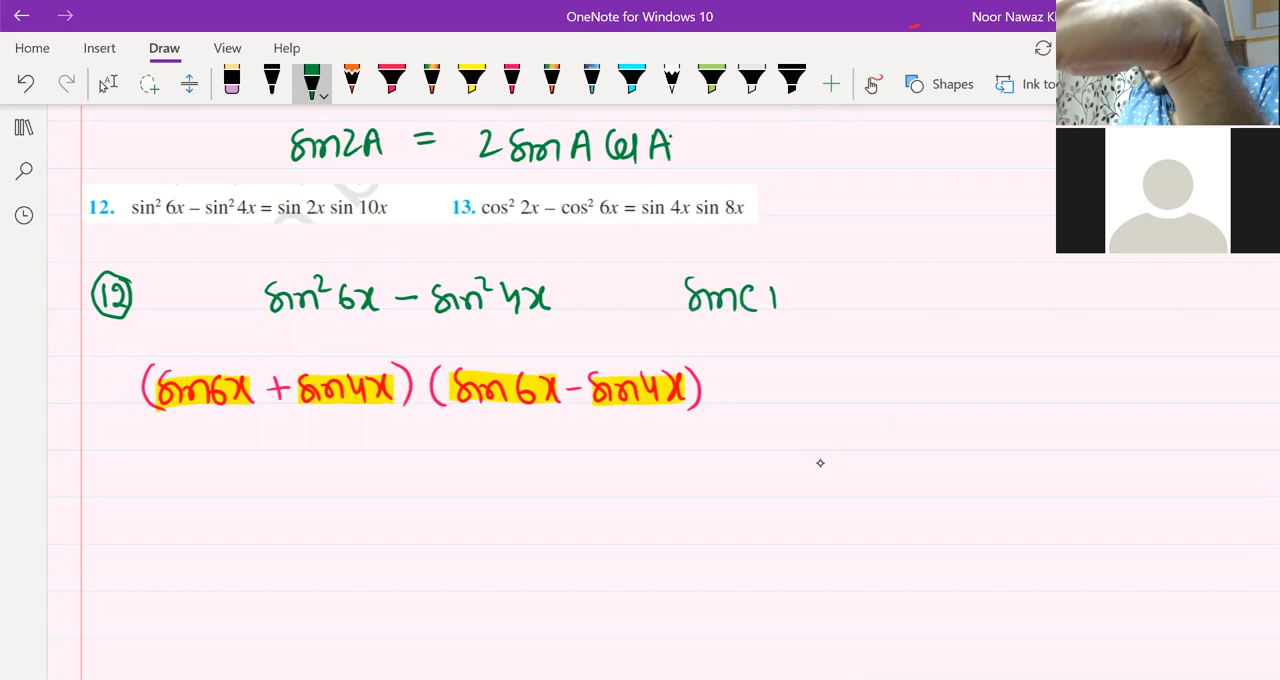 OneNote for Windows 10
Noor Nawaz Kh
Home Insert Draw View Help
Shapes Ink to
sin2A = 2 sin A cos A
12. sin² 6x – sin² 4x = sin 2x sin 10x 13. cos² 2x – cos² 6x = sin 4x sin 8x
12 sin² 6x – sin² 4x sinC
(sin6x + sin4x) (sin6x – sin4x)